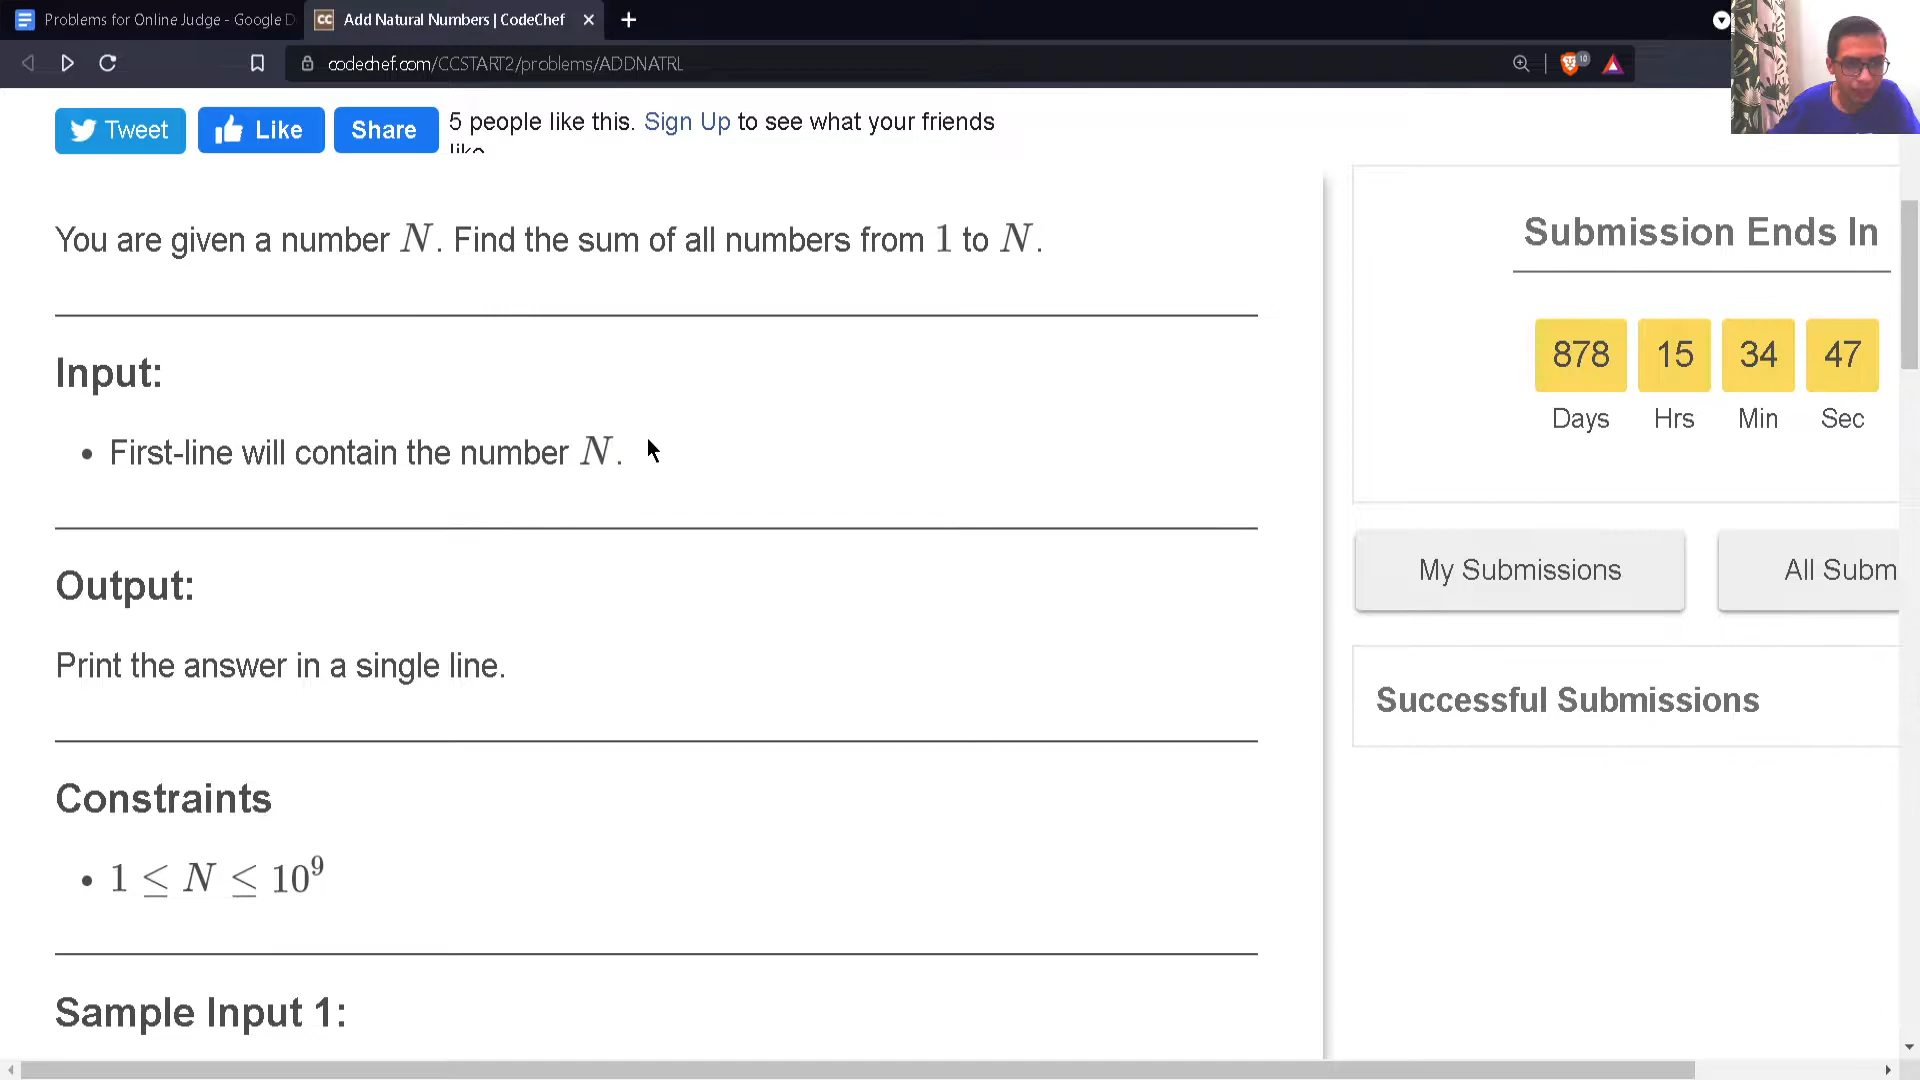 Problems for Online Judge - Google D
CC Add Natural Numbers | CodeChef
codechef.com/CCSTART2/problems/ADDNATRL
10
Tweet
Like
Share
5 people like this. Sign Up to see what your friends
like.
You are given a number N. Find the sum of all numbers from 1 to N.
Input:
• First-line will contain the number N.
Output:
Print the answer in a single line.
Constraints
• 1 ≤ N ≤ 10⁹
Sample Input 1:
Submission Ends In
878 15 34 47
Days Hrs Min Sec
My Submissions
All Subm
Successful Submissions